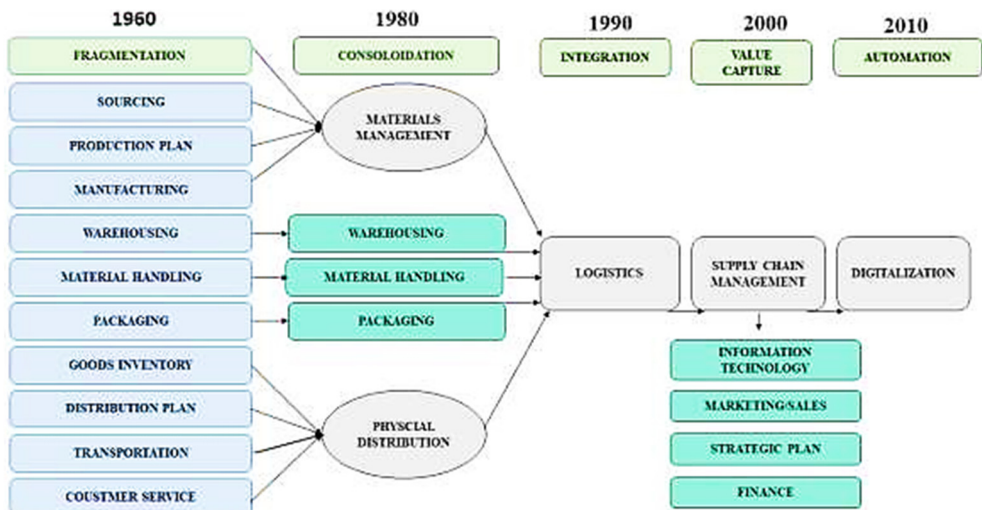 1960
1980
1990
2000
2010
FRAGMENTATION
CONSOLOIDATION
INTEGRATION
VALUE
CAPTURE
AUTOMATION
SOURCING
PRODUCTION PLAN
MANUFACTURING
WAREHOUSING
MATERIAL HANDLING
PACKAGING
GOODS INVENTORY
DISTRIBUTION PLAN
TRANSPORTATION
COUSTMER SERVICE
MATERIALS
MANAGEMENT
WAREHOUSING
MATERIAL HANDLING
PACKAGING
PHYSCIAL
DISTRIBUTION
LOGISTICS
SUPPLY CHAIN
MANAGEMENT
DIGITALIZATION
INFORMATION
TECHNOLOGY
MARKETING/SALES
STRATEGIC PLAN
FINANCE